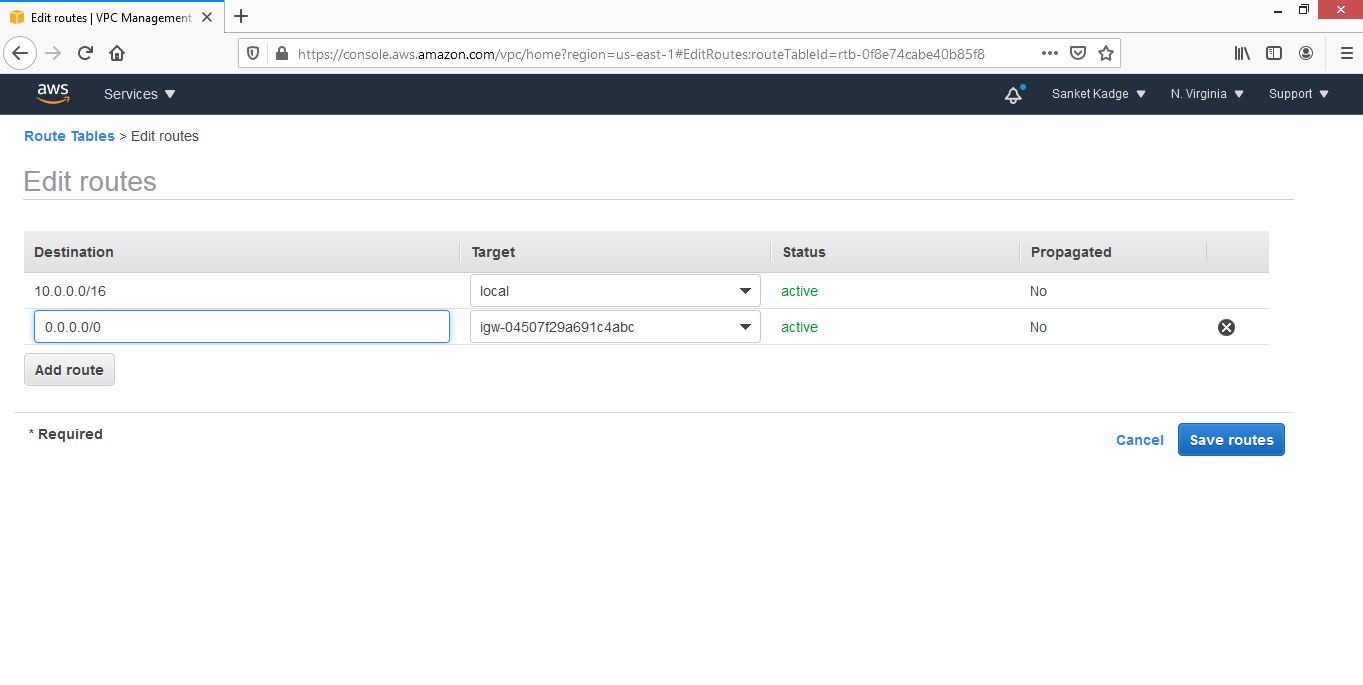 Edit routes | VPC Management
https://console.aws.amazon.com/vpc/home?region=us-east-1#EditRoutes:routeTableId=rtb-0f8e74cabe40b85f8
aws Services Sanket Kadge N. Virginia Support
Route Tables > Edit routes
Edit routes
Destination Target Status Propagated
10.0.0.0/16 local active No
0.0.0.0/0 igw-04507f29a691c4abc active No
Add route
* Required
Cancel Save routes